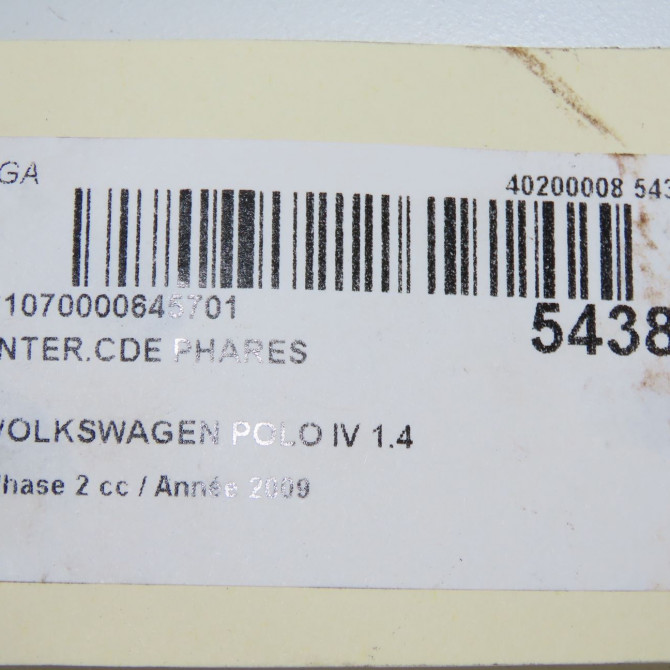 GA
40200008 543
1070000645701
5438
NTER.CDE PHARES
VOLKSWAGEN POLO IV 1.4
Phase 2 cc / Année 2009